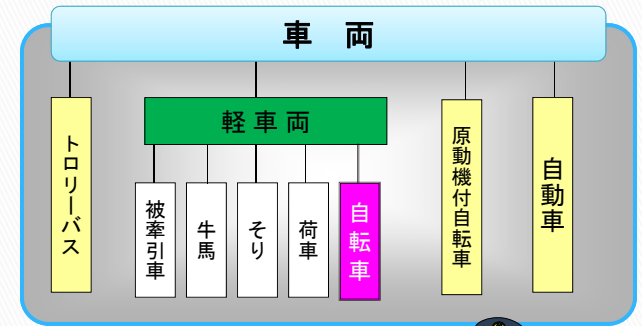 車両
軽車両
トロリーバス
被牽引車
牛馬
そり
荷車
自転車
原動機付自転車
自動車